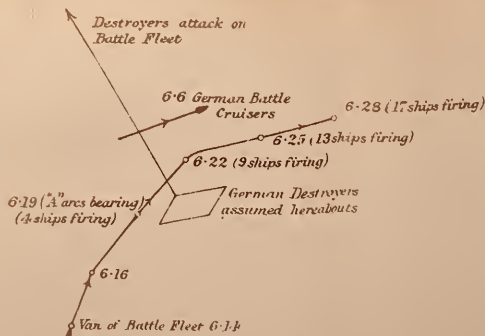 Destroyers attack on
Battle Fleet
6·6 German Battle
Cruisers
6·28 (17 ships firing)
6·25 (13 ships firing)
6·22 (9 ships firing)
6·19 ("A" arcs bearing)
(4 ships firing)
German Destroyers
assumed hereabouts
6·16
Van of Battle Fleet 6·14